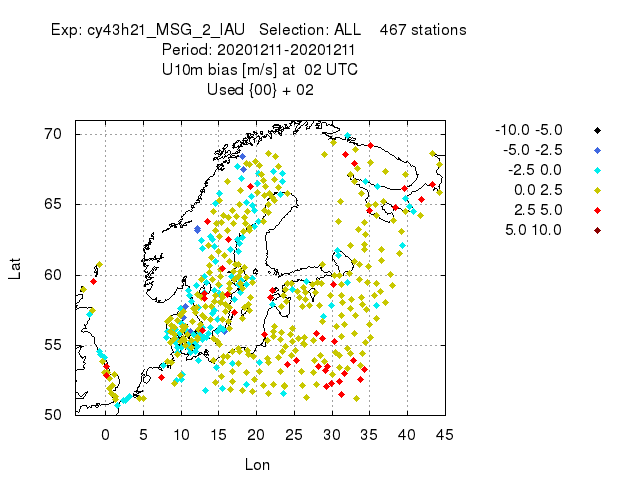 Exp: cy43h21_MSG_2_IAU Selection: ALL 467 stations
Period: 20201211-20201211
U10m bias [m/s] at 02 UTC
Used {00} + 02
-10.0 -5.0
-5.0 -2.5
-2.5 0.0
0.0 2.5
2.5 5.0
5.0 10.0
Lat
70
65
60
55
50
0 5 10 15 20 25 30 35 40 45
Lon